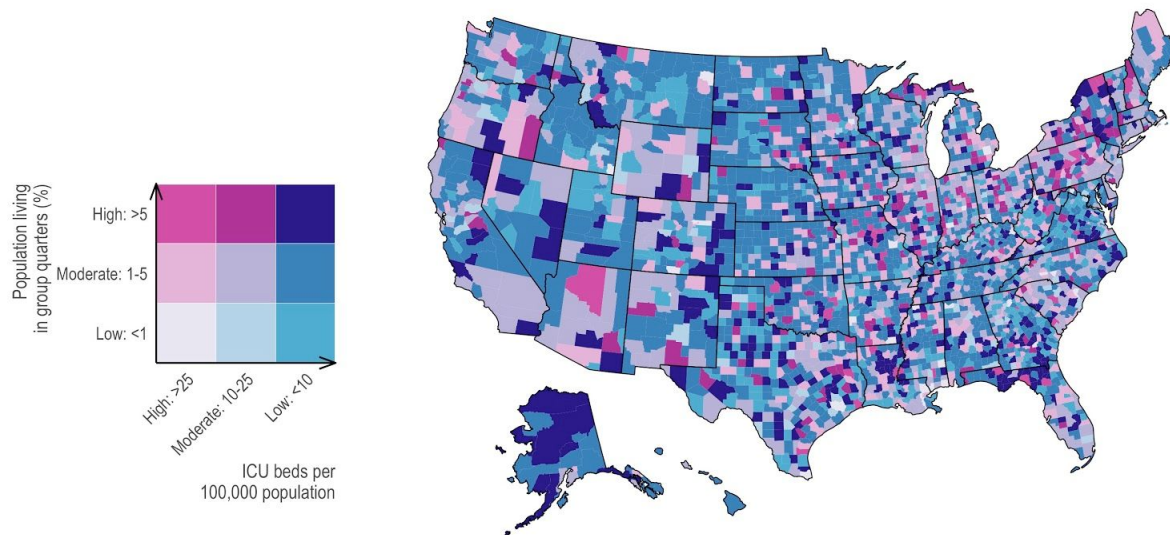 Population living
in group quarters (%)
High: >5
Moderate: 1-5
Low: <1
High: >25
Moderate: 10-25
Low: <10
ICU beds per
100,000 population